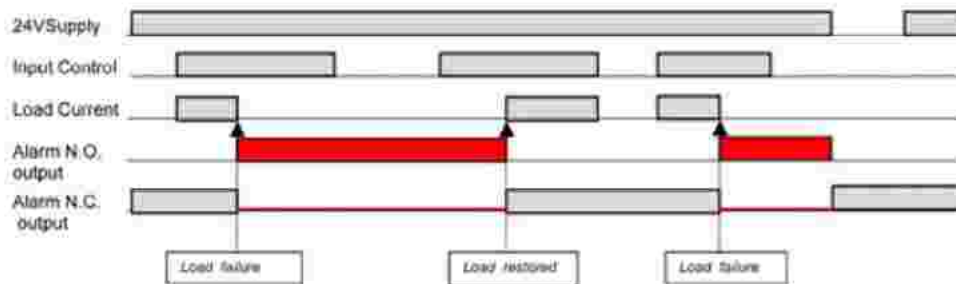 24VSupply
Input Control
Load Current
Alarm N.O.
output
Alarm N.C.
output
Load failure
Load restored
Load failure